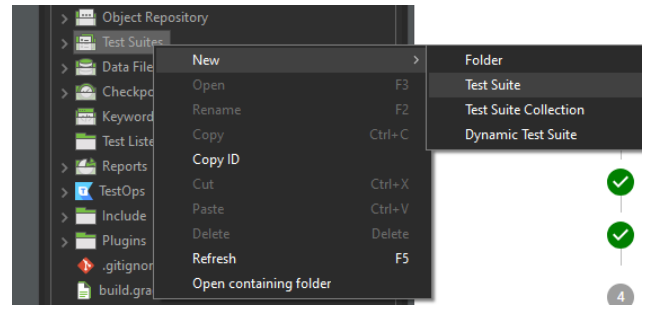 Object Repository
Test Suites
Data File
Checkpo
Keyword
Test Liste
Reports
TestOps
Include
Plugins
.gitignor
build.gra
New
Open F3
Rename F2
Copy Ctrl+C
Copy ID
Cut Ctrl+X
Paste Ctrl+V
Delete Delete
Refresh F5
Open containing folder
Folder
Test Suite
Test Suite Collection
Dynamic Test Suite
4